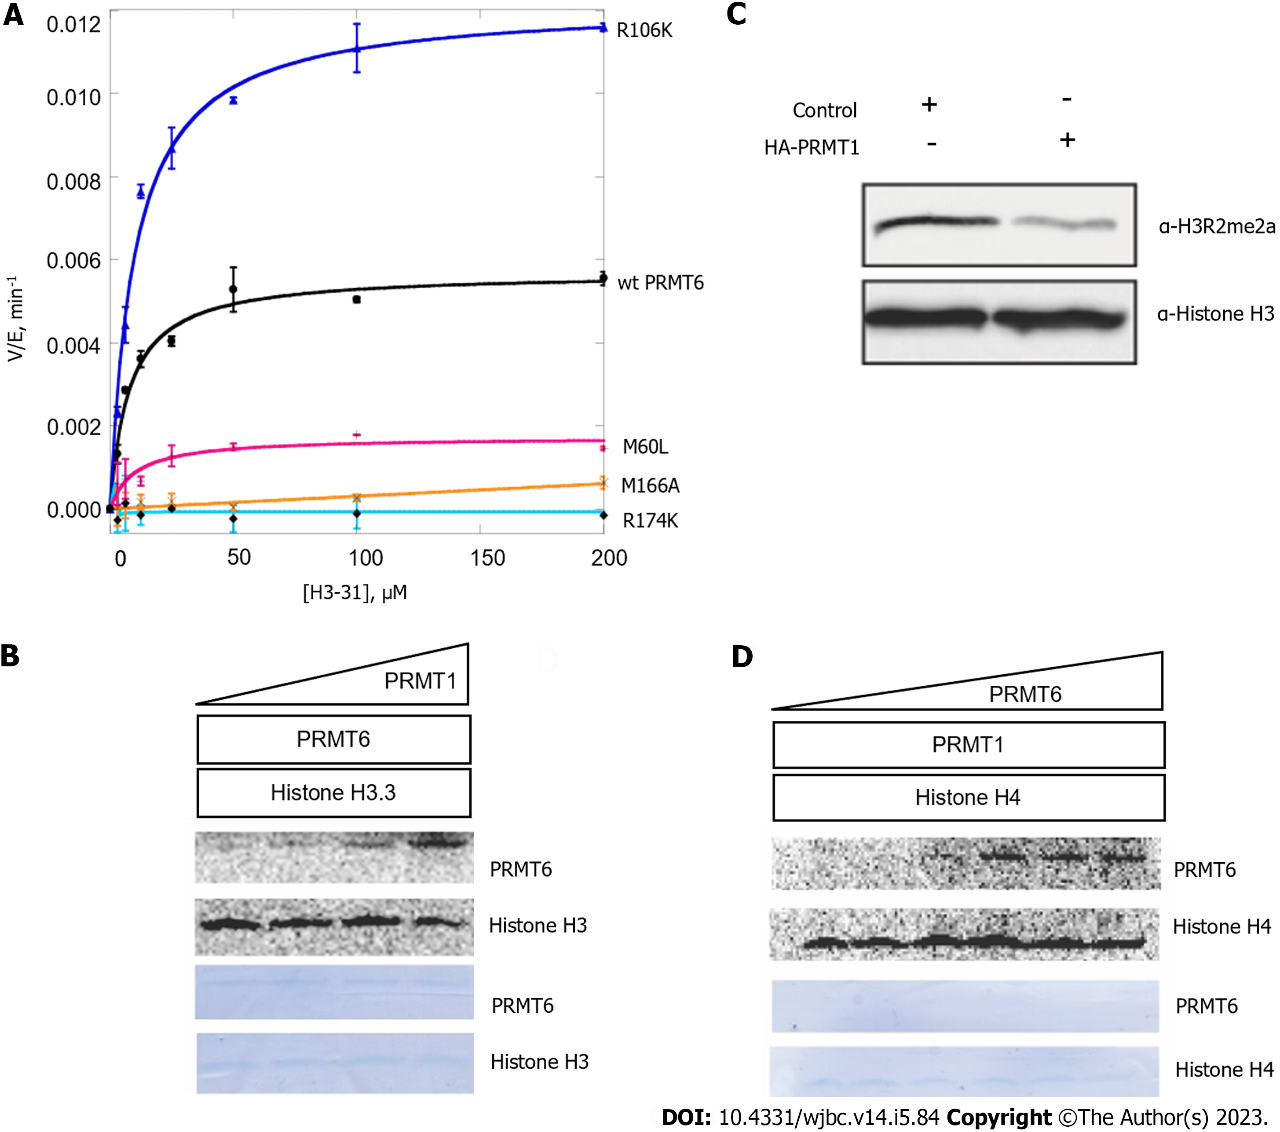 A
0.012
0.010
0.008
0.006
0.004
0.002
0.000
V/E, min-1
0
50
100
150
200
[H3-31], µM
R106K
wt PRMT6
M60L
M166A
R174K
C
Control + -
HA-PRMT1 - +
α-H3R2me2a
α-Histone H3
B
PRMT1
PRMT6
Histone H3.3
PRMT6
Histone H3
PRMT6
Histone H3
D
PRMT6
PRMT1
Histone H4
PRMT6
Histone H4
PRMT6
Histone H4
DOI: 10.4331/wjbc.v14.i5.84 Copyright ©The Author(s) 2023.